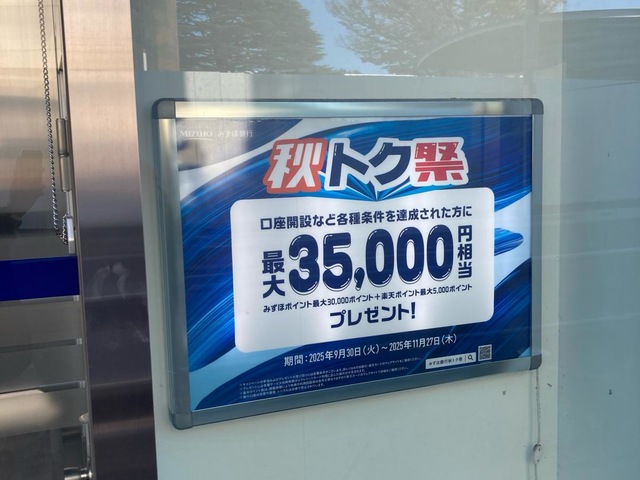 MIZUHO みずほ銀行
秋トク祭
口座開設など各種条件を達成された方に
最大35,000円相当
みずほポイント最大30,000ポイント＋楽天ポイント最大5,000ポイント
プレゼント!
期間：2025年9月30日(火)～2025年11月27日(木)
みずほ銀行秋トク祭